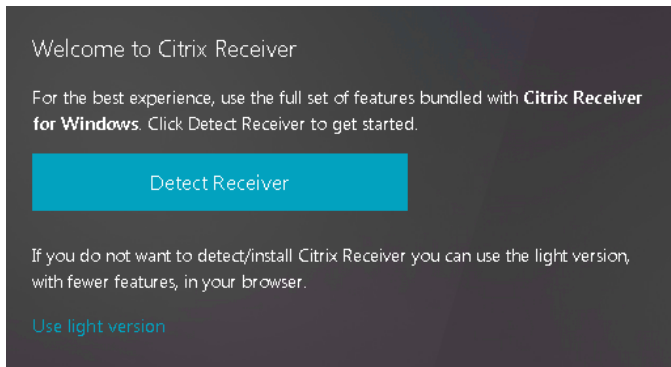 Welcome to Citrix Receiver
For the best experience, use the full set of features bundled with Citrix Receiver
for Windows. Click Detect Receiver to get started.
Detect Receiver
If you do not want to detect/install Citrix Receiver you can use the light version,
with fewer features, in your browser.
Use light version